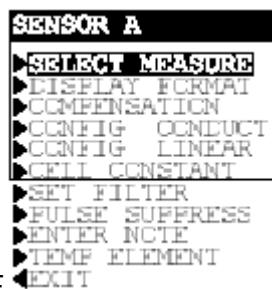 SENSOR A
SELECT MEASURE
DISPLAY FORMAT
COMPENSATION
CONFIG CONDUCT
CONFIG LINEAR
CELL CONSTANT
SET FILTER
PULSE SUPPRESS
ENTER NOTE
TEMP ELEMENT
EXIT